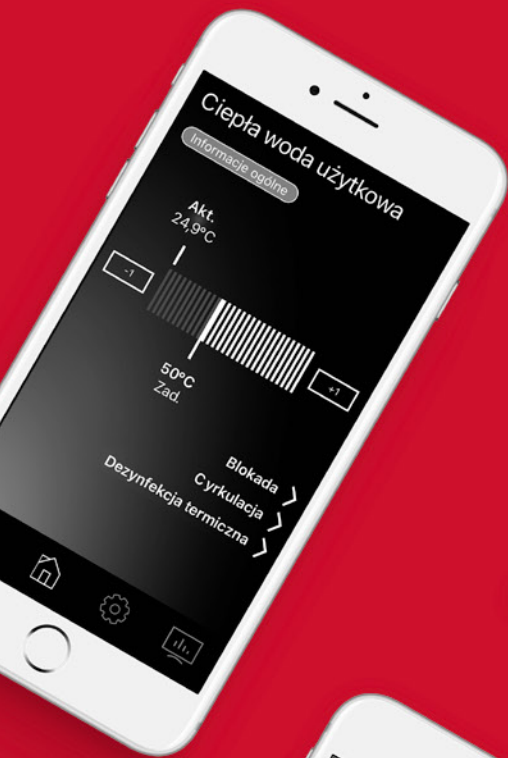 Ciepła woda użytkowa
Informacje ogólne
Akt.
24,9°C
-1
+1
50°C
Zad.
Blokada
Cyrkulacja
Dezynfekcja termiczna